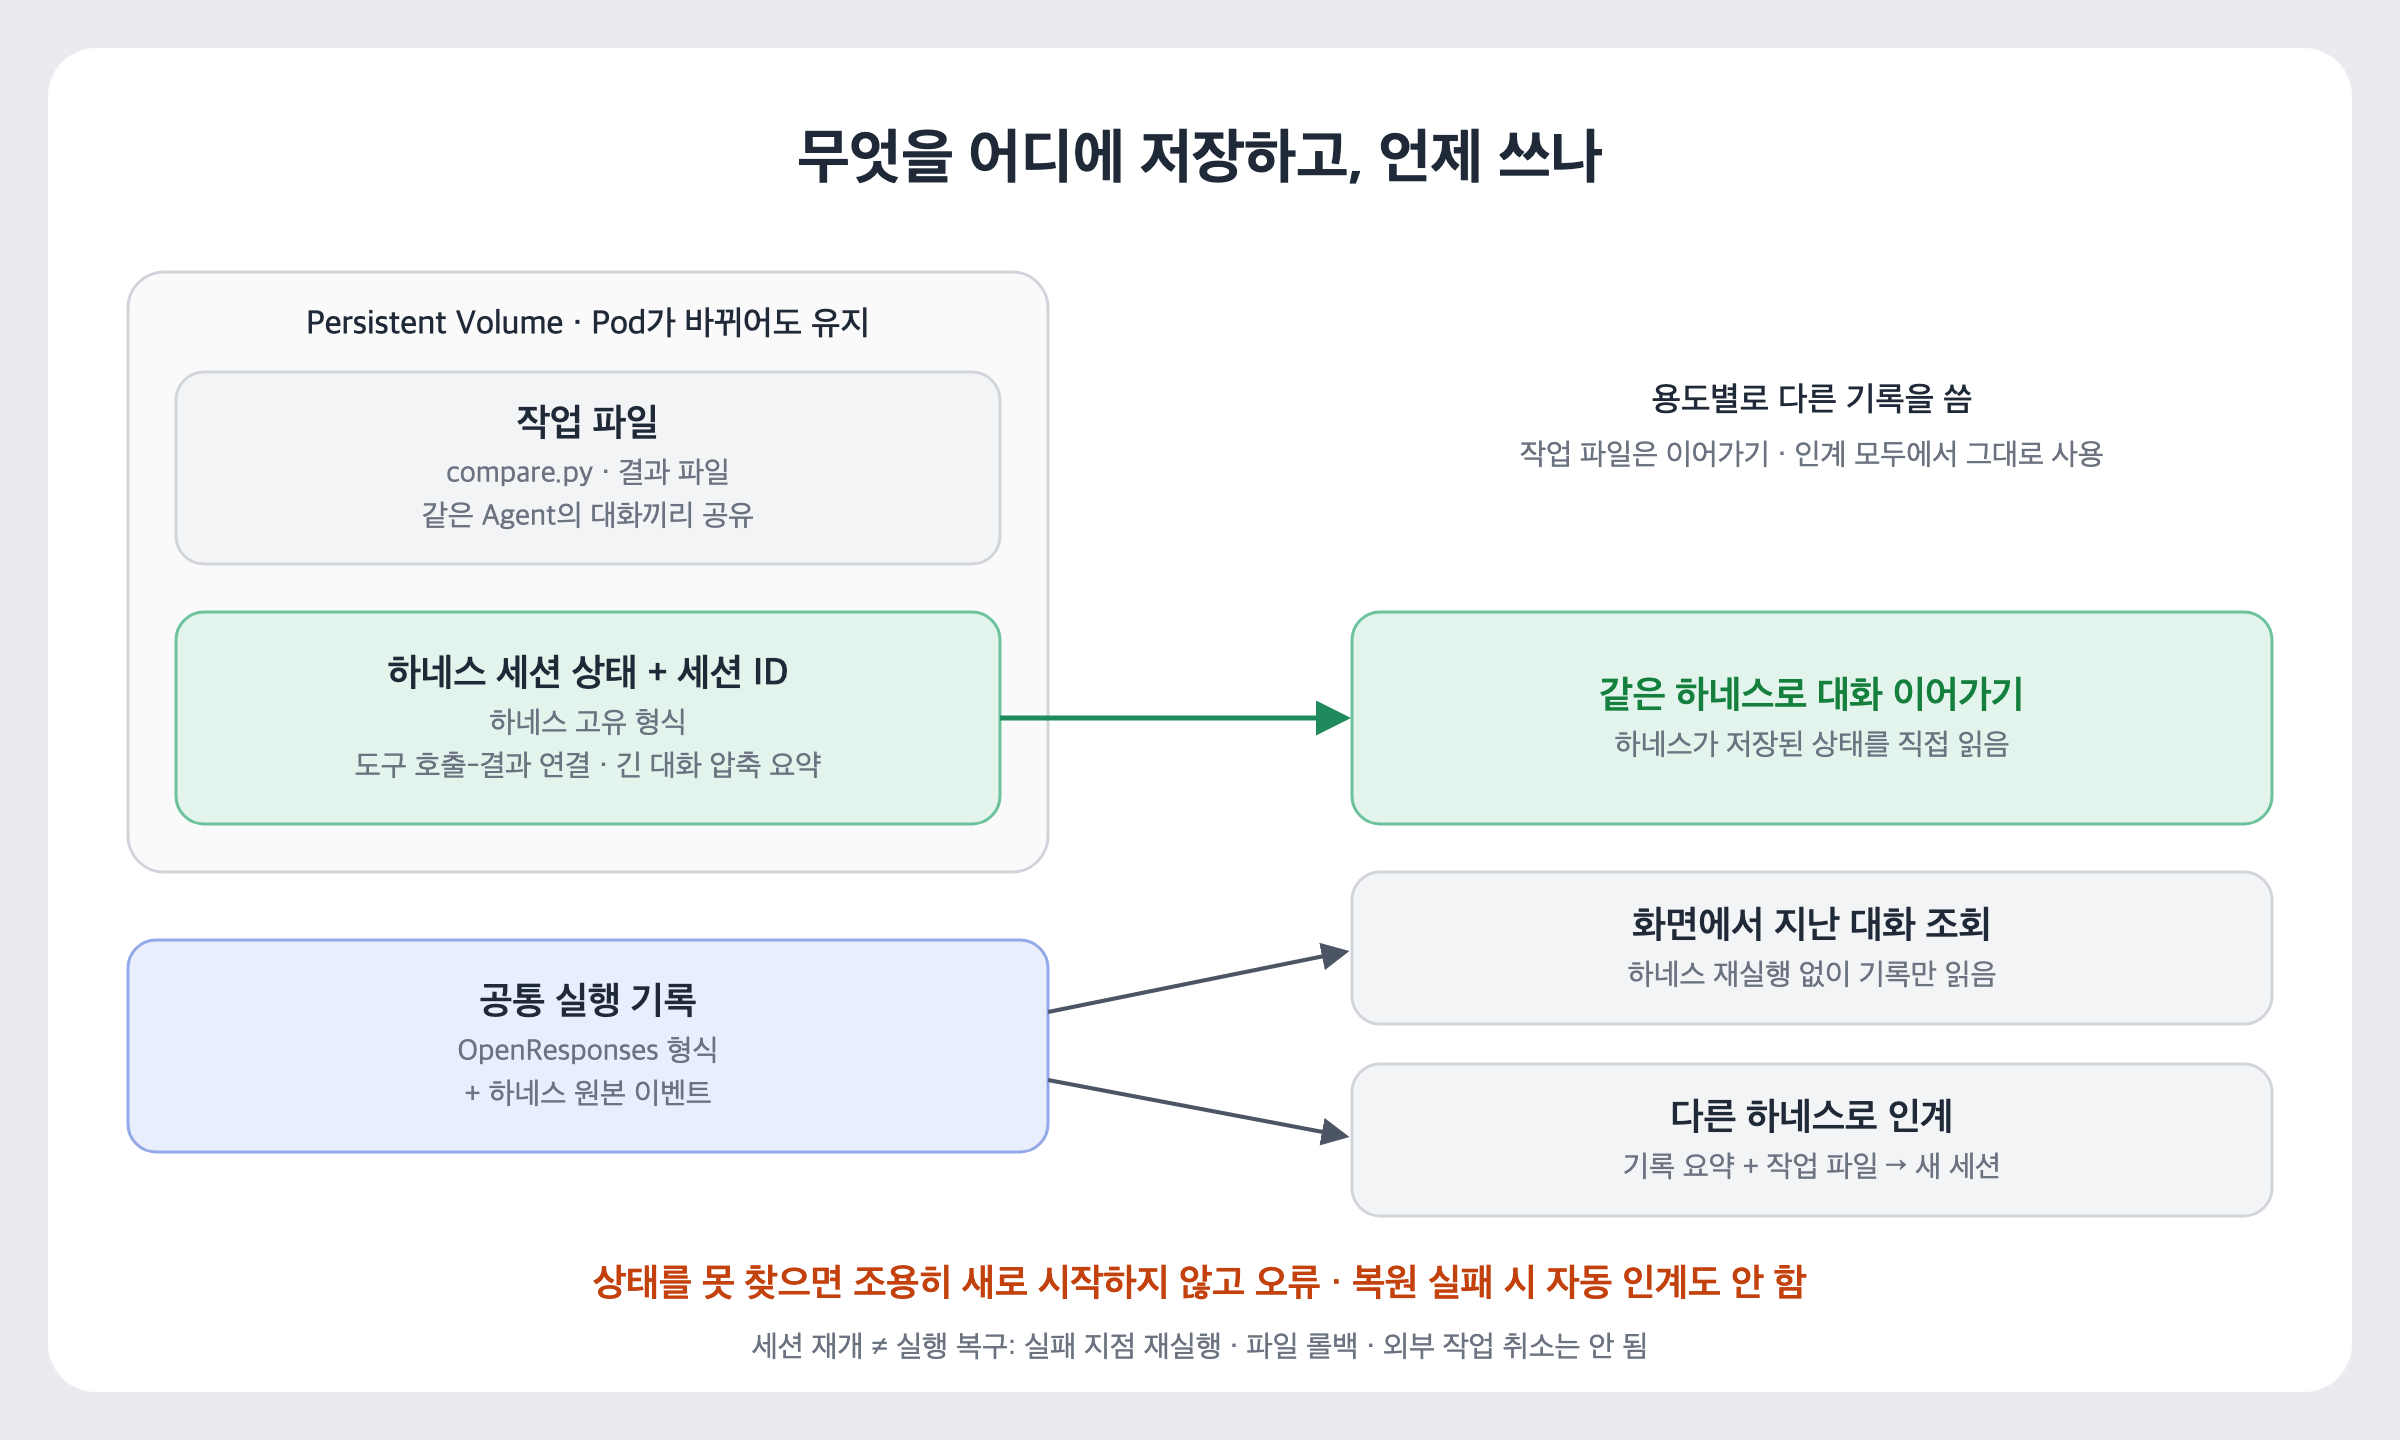 무엇을 어디에 저장하고, 언제 쓰나
Persistent Volume · Pod가 바뀌어도 유지
작업 파일
compare.py · 결과 파일
같은 Agent의 대화끼리 공유
하네스 세션 상태 + 세션 ID
하네스 고유 형식
도구 호출-결과 연결 · 긴 대화 압축 요약
공통 실행 기록
OpenResponses 형식
+ 하네스 원본 이벤트
용도별로 다른 기록을 씀
작업 파일은 이어가기 · 인계 모두에서 그대로 사용
같은 하네스로 대화 이어가기
하네스가 저장된 상태를 직접 읽음
화면에서 지난 대화 조회
하네스 재실행 없이 기록만 읽음
다른 하네스로 인계
기록 요약 + 작업 파일 → 새 세션
상태를 못 찾으면 조용히 새로 시작하지 않고 오류 · 복원 실패 시 자동 인계도 안 함
세션 재개 ≠ 실행 복구: 실패 지점 재실행 · 파일 롤백 · 외부 작업 취소는 안 됨